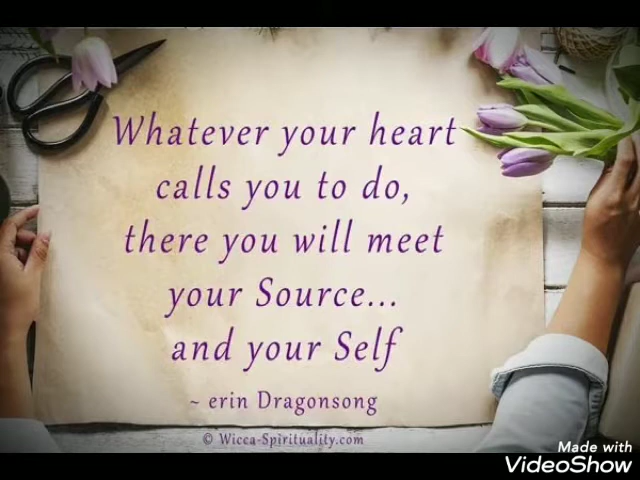 Whatever your heart
calls you to do,
there you will meet
your Source...
and your Self
~ erin Dragonsong
© Wicca-Spirituality.com
Made with
VideoShow